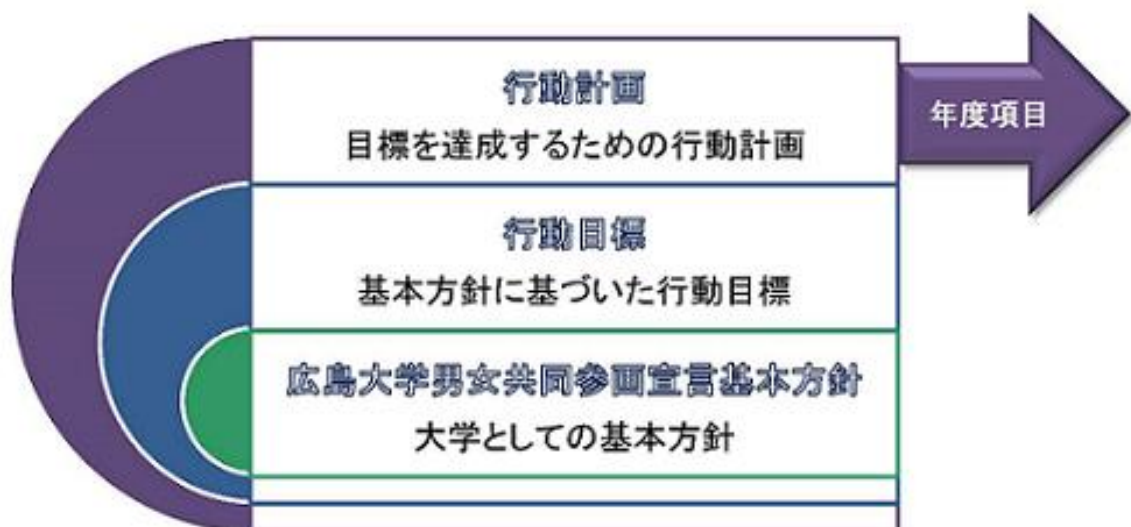 行動計画
目標を達成するための行動計画
年度項目
行動目標
基本方針に基づいた行動目標
広島大学男女共同参画宣言基本方針
大学としての基本方針